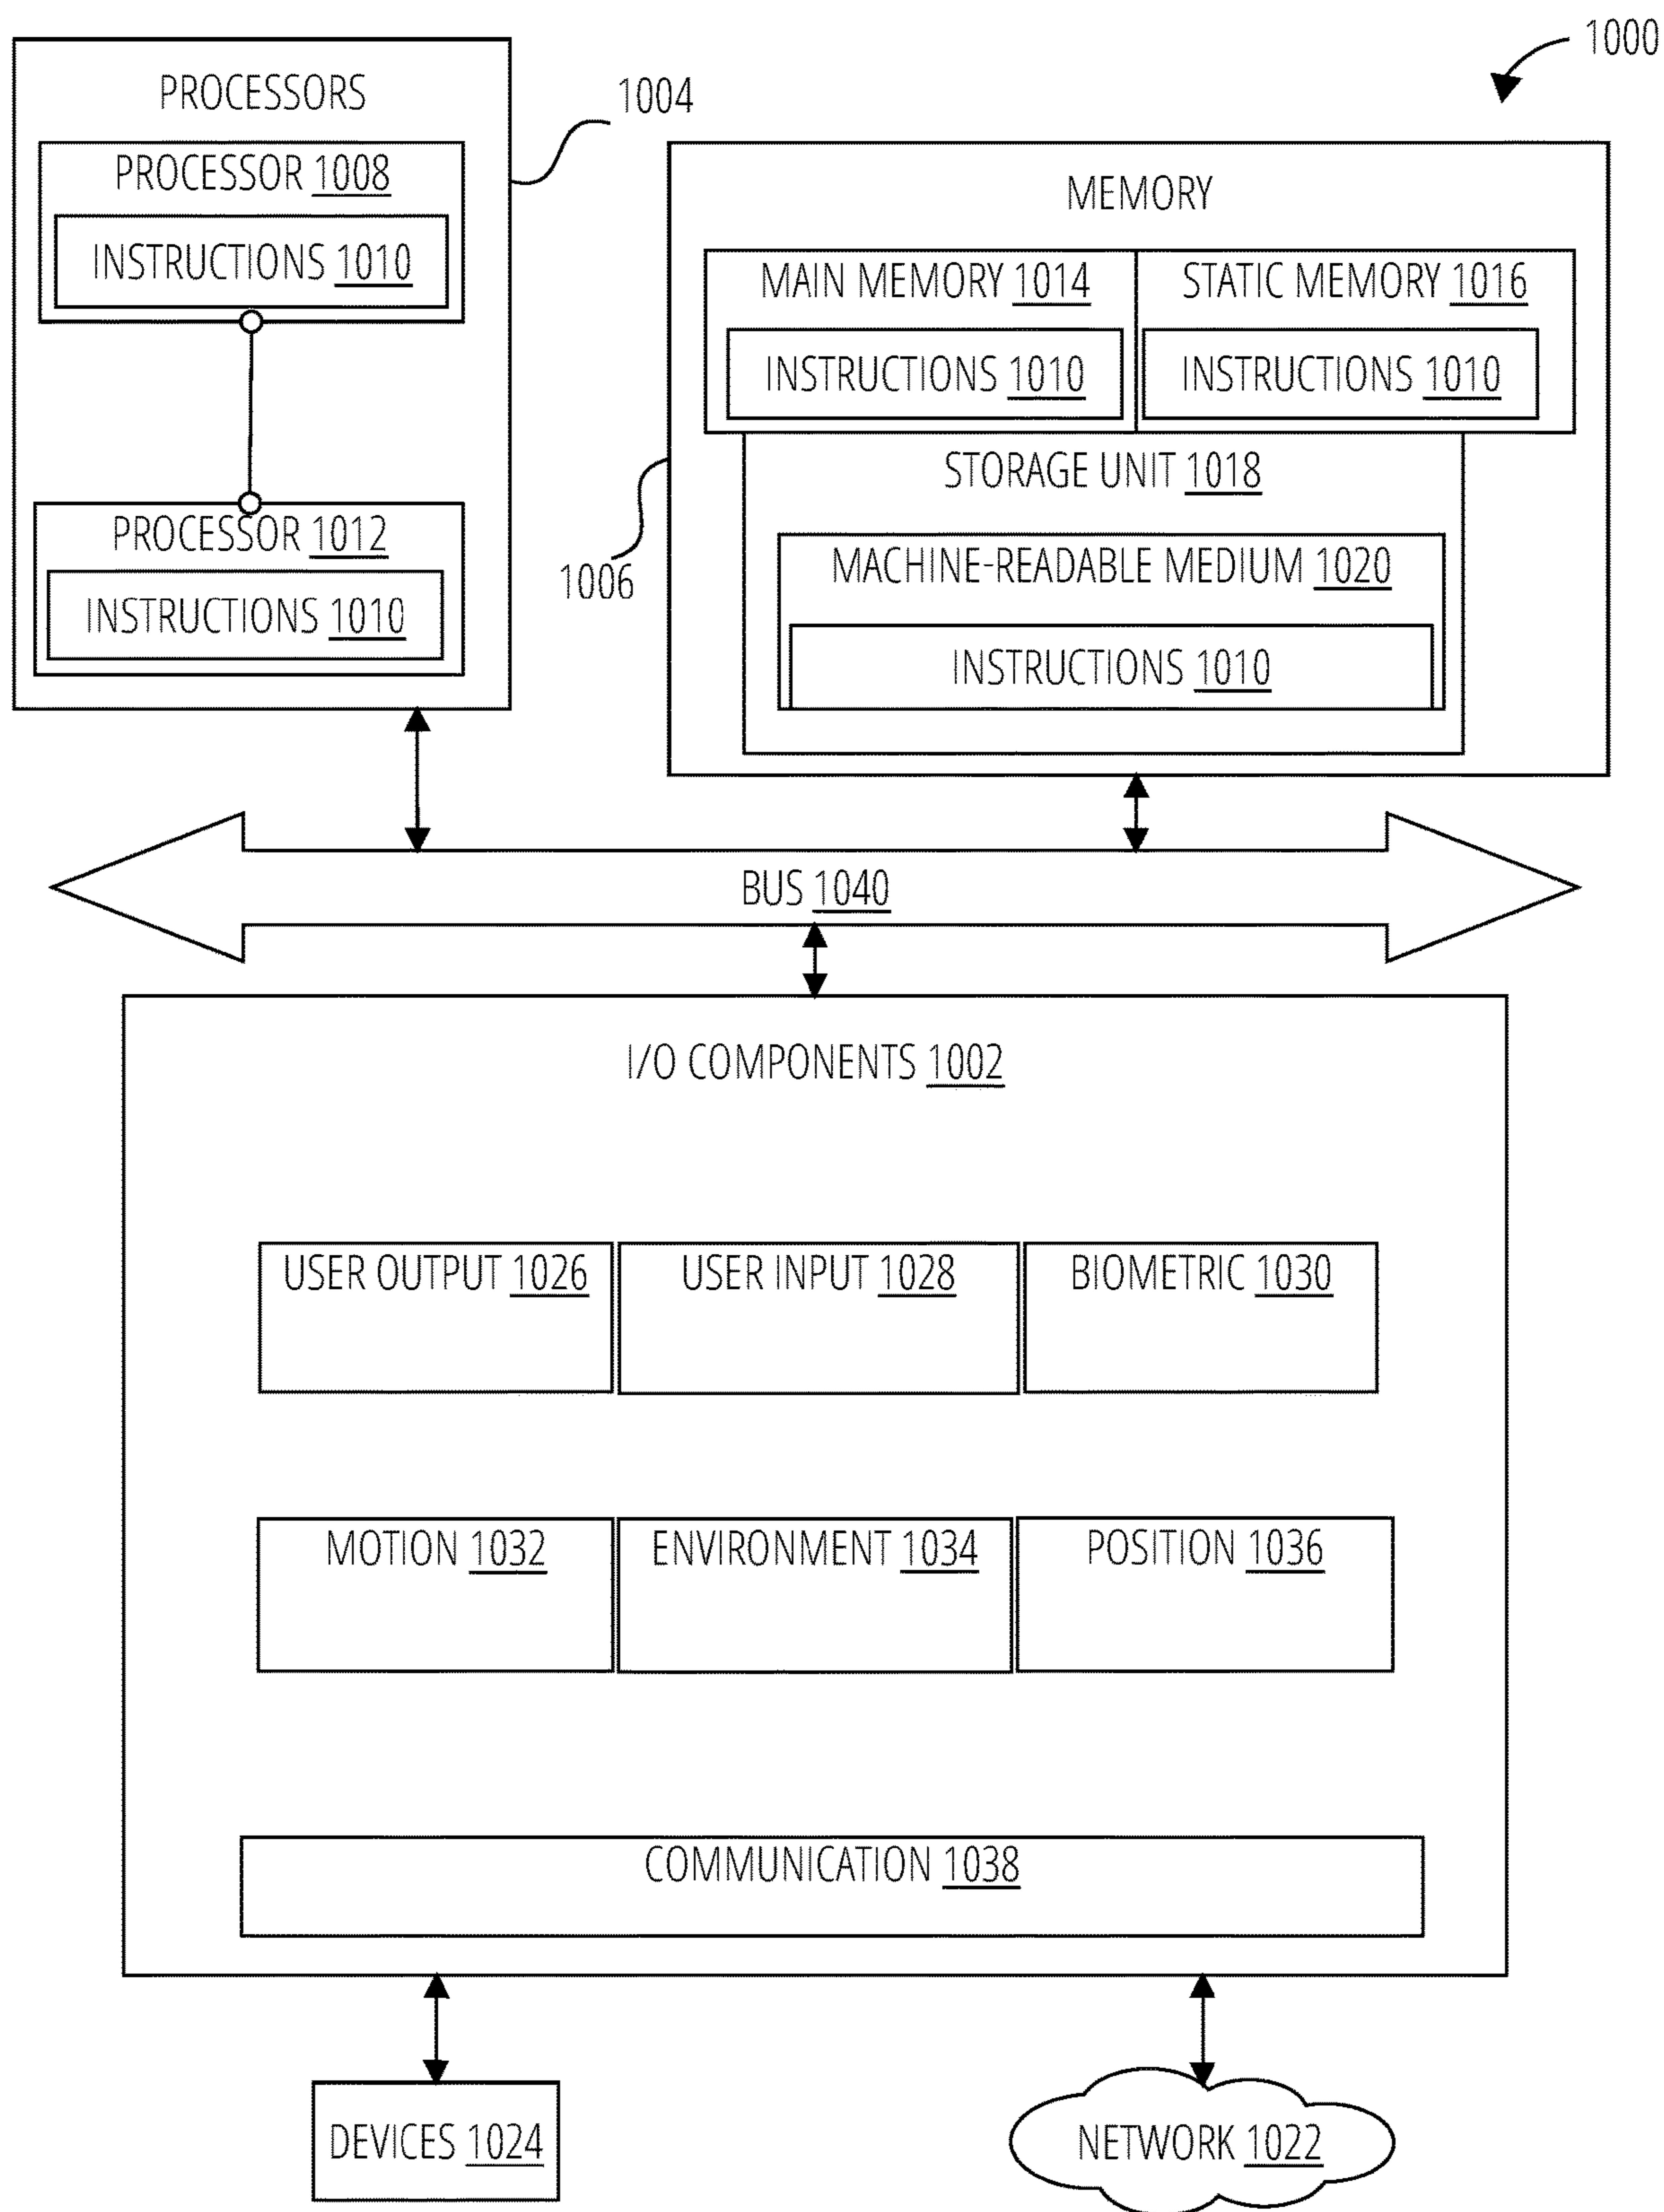 1000
PROCESSORS
1004
PROCESSOR 1008
INSTRUCTIONS 1010
PROCESSOR 1012
INSTRUCTIONS 1010
MEMORY
MAIN MEMORY 1014
STATIC MEMORY 1016
INSTRUCTIONS 1010
INSTRUCTIONS 1010
STORAGE UNIT 1018
1006
MACHINE-READABLE MEDIUM 1020
INSTRUCTIONS 1010
BUS 1040
I/O COMPONENTS 1002
USER OUTPUT 1026
USER INPUT 1028
BIOMETRIC 1030
MOTION 1032
ENVIRONMENT 1034
POSITION 1036
COMMUNICATION 1038
DEVICES 1024
NETWORK 1022